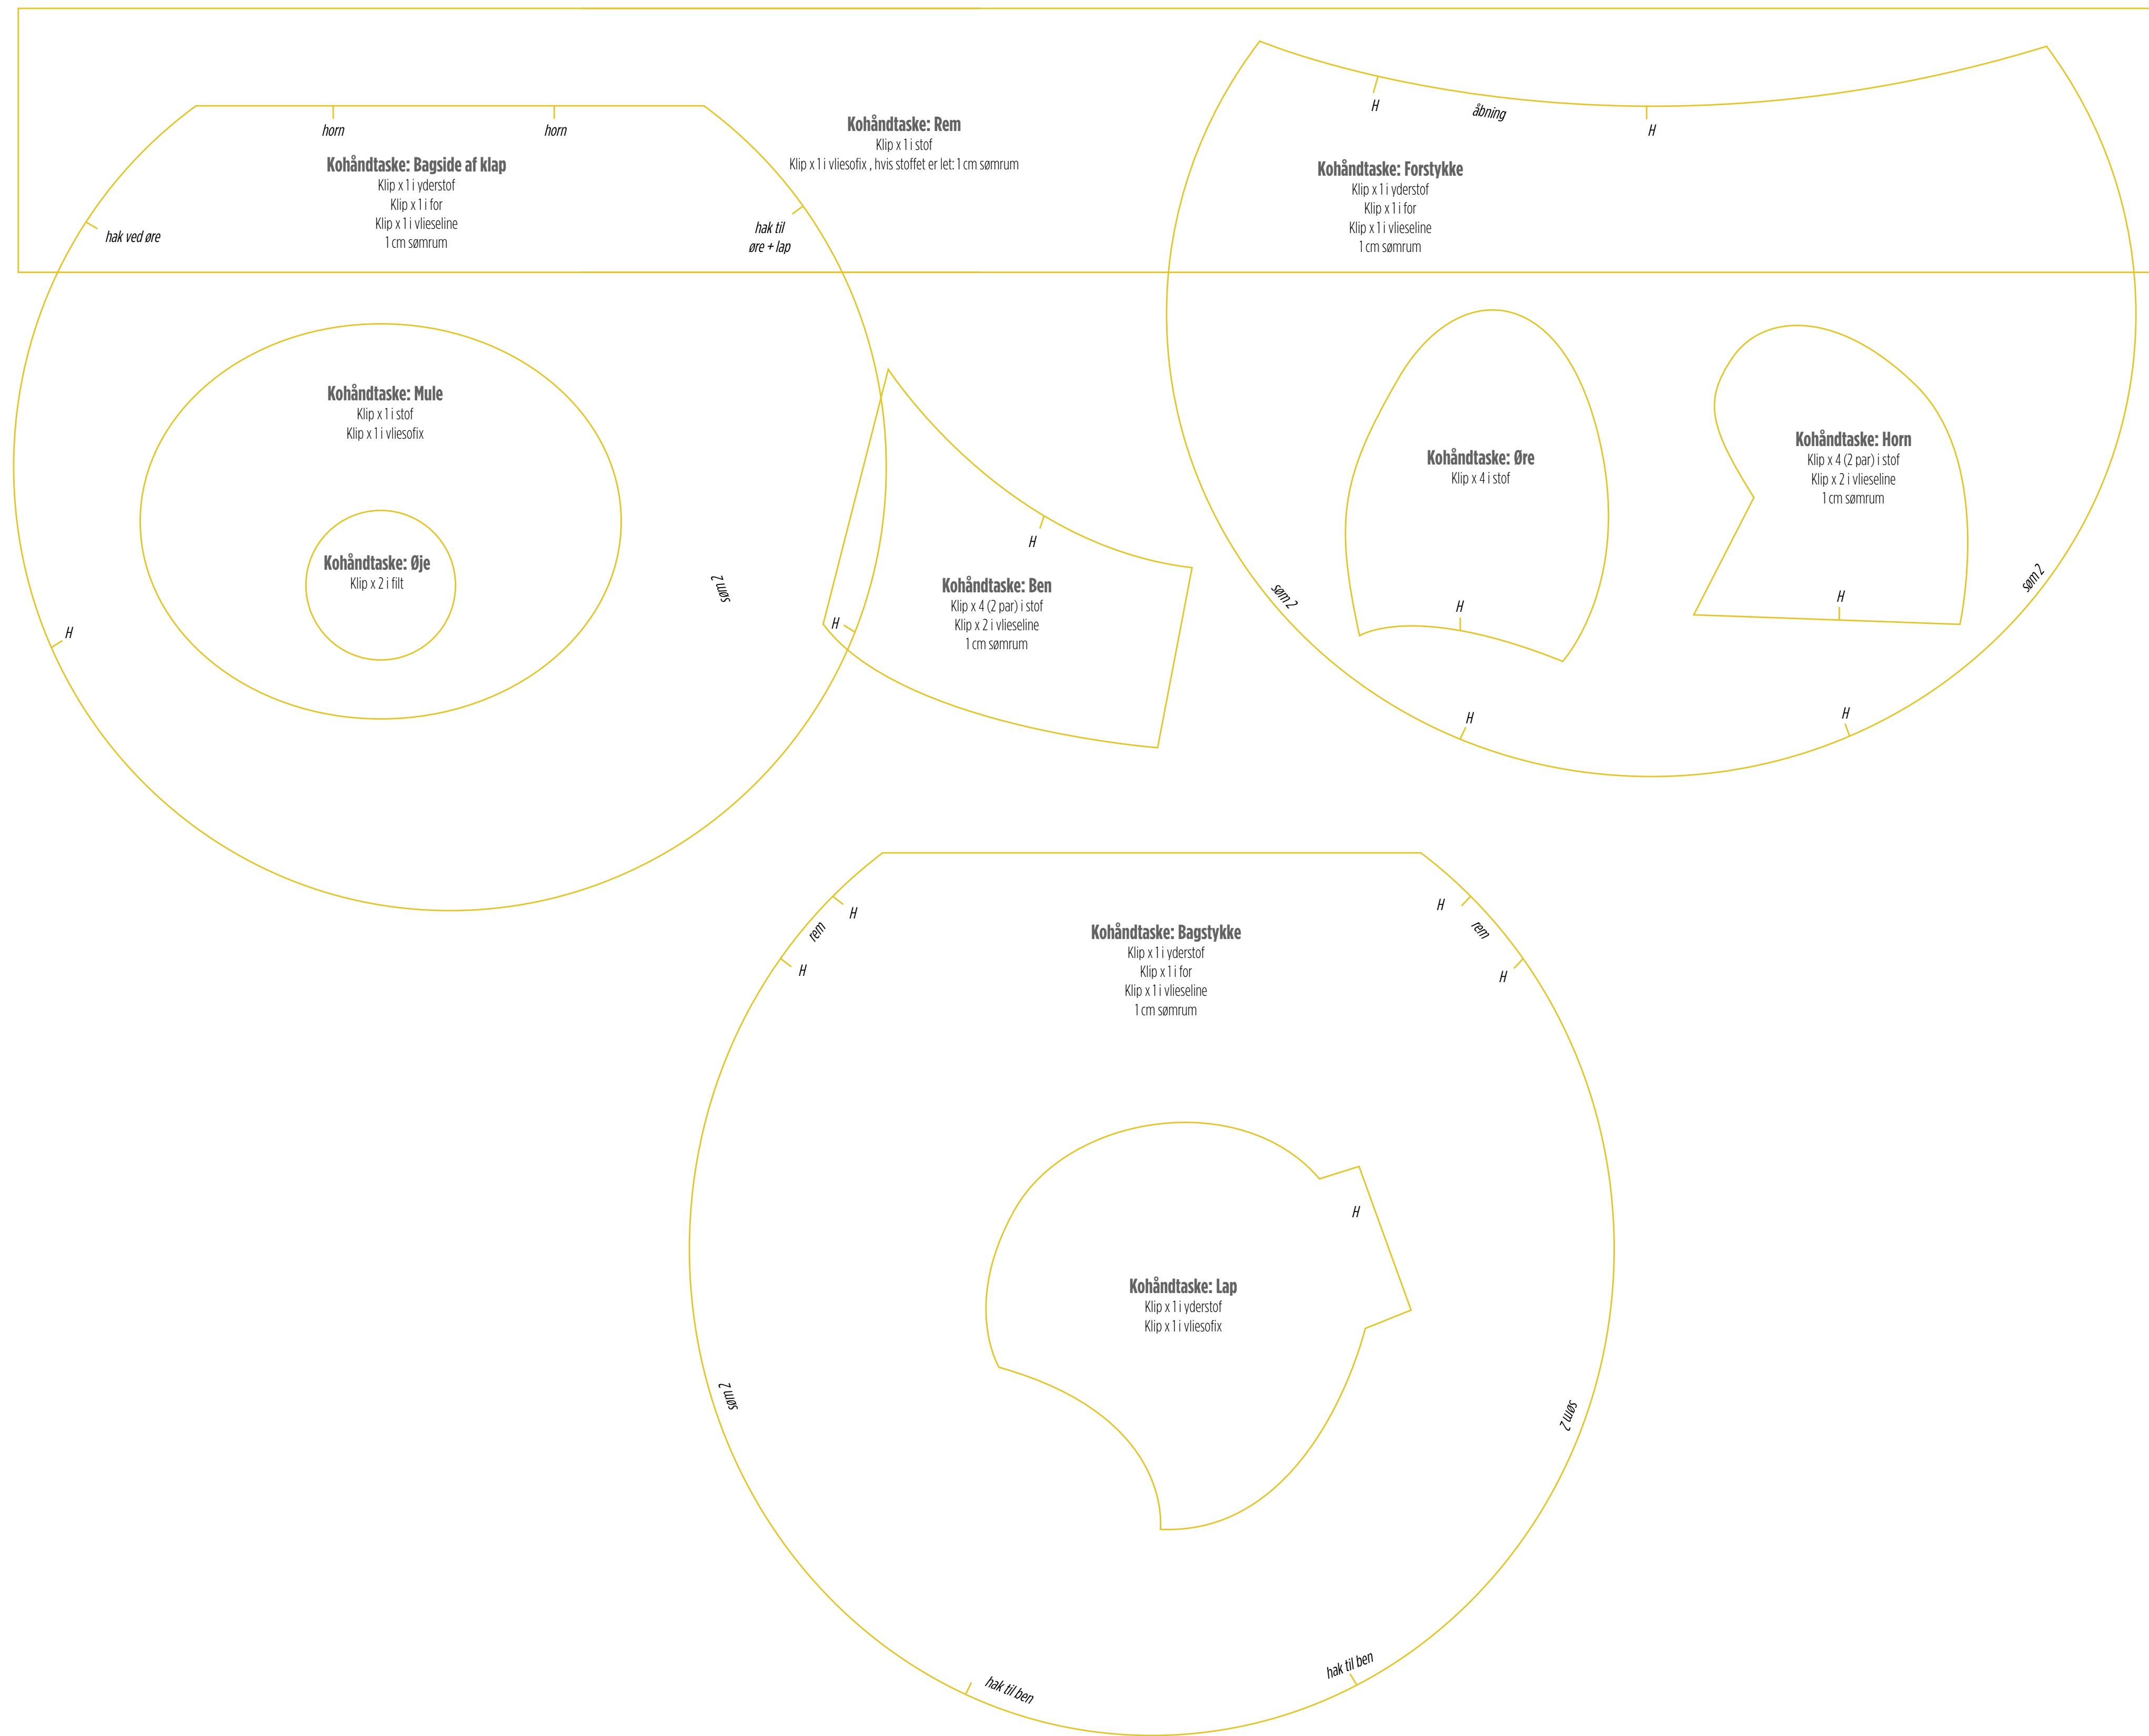 horn
horn
Kohåndtaske: Bagside af klap
Klip x 1 i yderstof
Klip x 1 i for
Klip x 1 i vlieseline
1 cm sømrum
hak ved øre
hak til
øre + lap
Kohåndtaske: Rem
Klip x 1 i stof
Klip x 1 i vliesofix , hvis stoffet er let: 1 cm sømrum
H
åbning
H
Kohåndtaske: Forstykke
Klip x 1 i yderstof
Klip x 1 i for
Klip x 1 i vlieseline
1 cm sømrum
Kohåndtaske: Mule
Klip x 1 i stof
Klip x 1 i vliesofix
Kohåndtaske: Øje
Klip x 2 i filt
søm 2
H
H
H
Kohåndtaske: Ben
Klip x 4 (2 par) i stof
Klip x 2 i vlieseline
1 cm sømrum
Kohåndtaske: Øre
Klip x 4 i stof
H
Kohåndtaske: Horn
Klip x 4 (2 par) i stof
Klip x 2 i vlieseline
1 cm sømrum
H
søm 2
søm 2
H
H
H
rem
H
H
rem
H
Kohåndtaske: Bagstykke
Klip x 1 i yderstof
Klip x 1 i for
Klip x 1 i vlieseline
1 cm sømrum
H
Kohåndtaske: Lap
Klip x 1 i yderstof
Klip x 1 i vliesofix
søm 2
søm 2
hak til ben
hak til ben